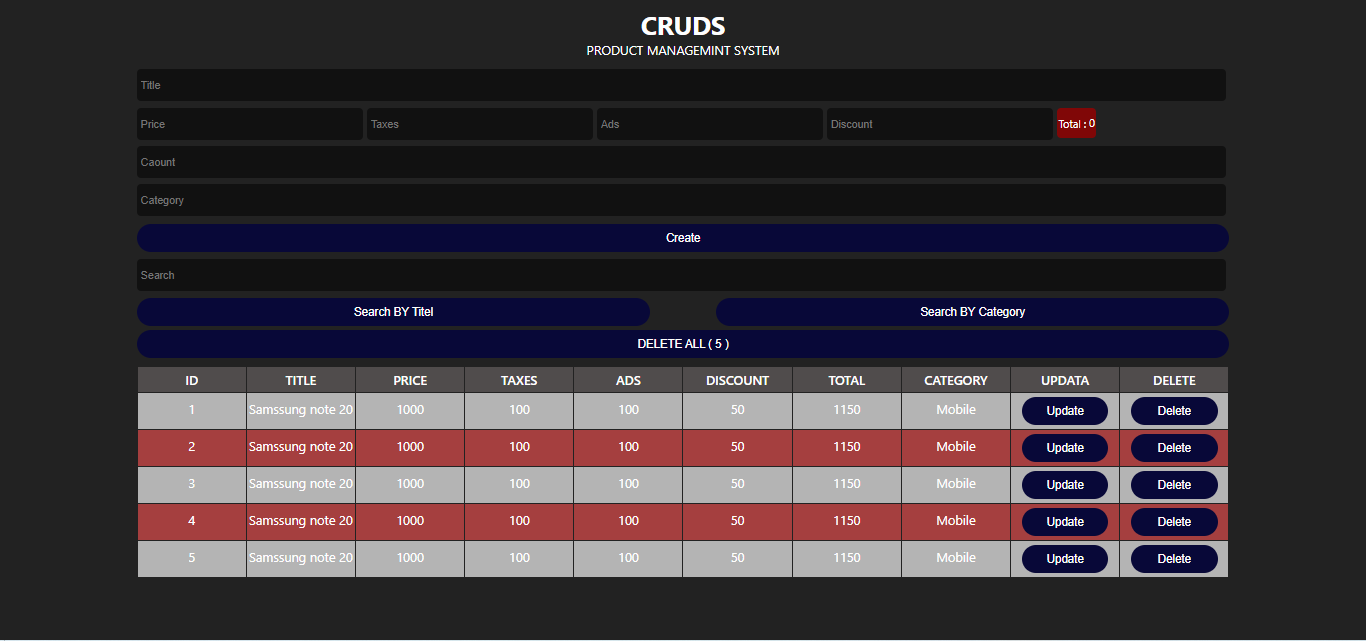 CRUDS
PRODUCT MANAGEMINT SYSTEM
Title
Price Taxes Ads Discount Total : 0
Caount
Category
Create
Search
Search BY Titel Search BY Category
DELETE ALL ( 5 )
ID TITLE PRICE TAXES ADS DISCOUNT TOTAL CATEGORY UPDATA DELETE
1 Samssung note 20 1000 100 100 50 1150 Mobile Update Delete
2 Samssung note 20 1000 100 100 50 1150 Mobile Update Delete
3 Samssung note 20 1000 100 100 50 1150 Mobile Update Delete
4 Samssung note 20 1000 100 100 50 1150 Mobile Update Delete
5 Samssung note 20 1000 100 100 50 1150 Mobile Update Delete